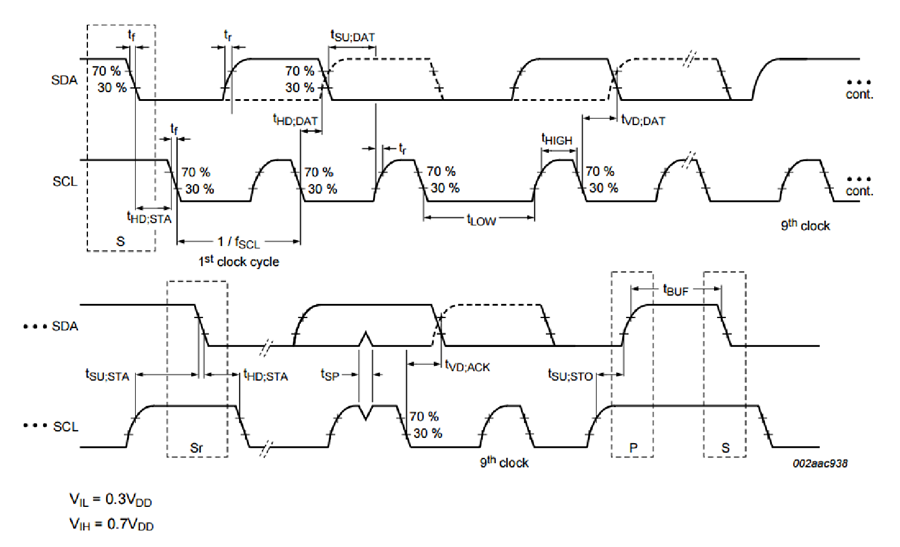 tf tr tSU;DAT
SDA 70 % 30 % 70 % 30 % cont.
tHD;DAT tVD;DAT
tf tr tHIGH
SCL 70 % 30 % 70 % 30 % 70 % 30 % 70 % 30 % cont.
tHD;STA tLOW
S 1 / fSCL 9th clock
1st clock cycle
tBUF
••• SDA
tSU;STA tHD;STA tSP tVD;ACK tSU;STO
••• SCL 70 % 30 %
Sr P S
9th clock 002aac938
VIL = 0.3VDD
VIH = 0.7VDD